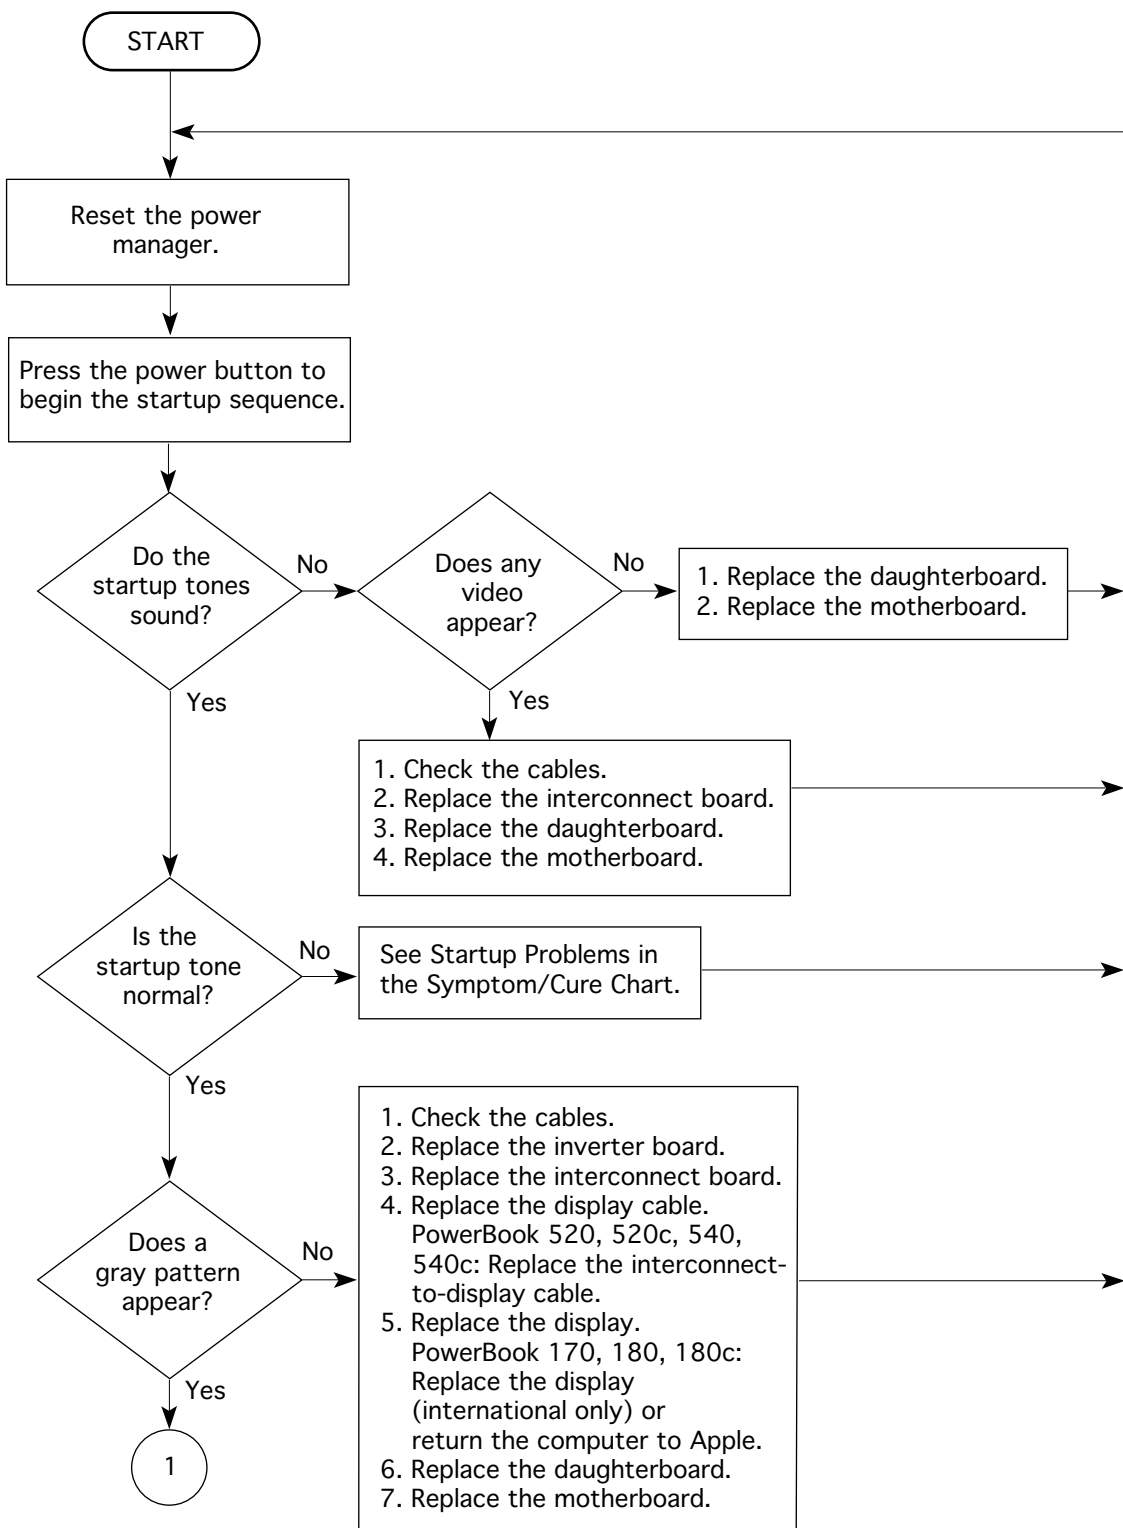 START
Reset the power
manager.
Press the power button to
begin the startup sequence.
Do the
startup tones
sound?
No
Does any
video
appear?
No
1. Replace the daughterboard.
2. Replace the motherboard.
Yes
Yes
1. Check the cables.
2. Replace the interconnect board.
3. Replace the daughterboard.
4. Replace the motherboard.
Is the
startup tone
normal?
No
See Startup Problems in
the Symptom/Cure Chart.
Yes
Does a
gray pattern
appear?
No
1. Check the cables.
2. Replace the inverter board.
3. Replace the interconnect board.
4. Replace the display cable.
PowerBook 520, 520c, 540,
540c: Replace the interconnect-
to-display cable.
5. Replace the display.
PowerBook 170, 180, 180c:
Replace the display
(international only) or
return the computer to Apple.
6. Replace the daughterboard.
7. Replace the motherboard.
Yes
1